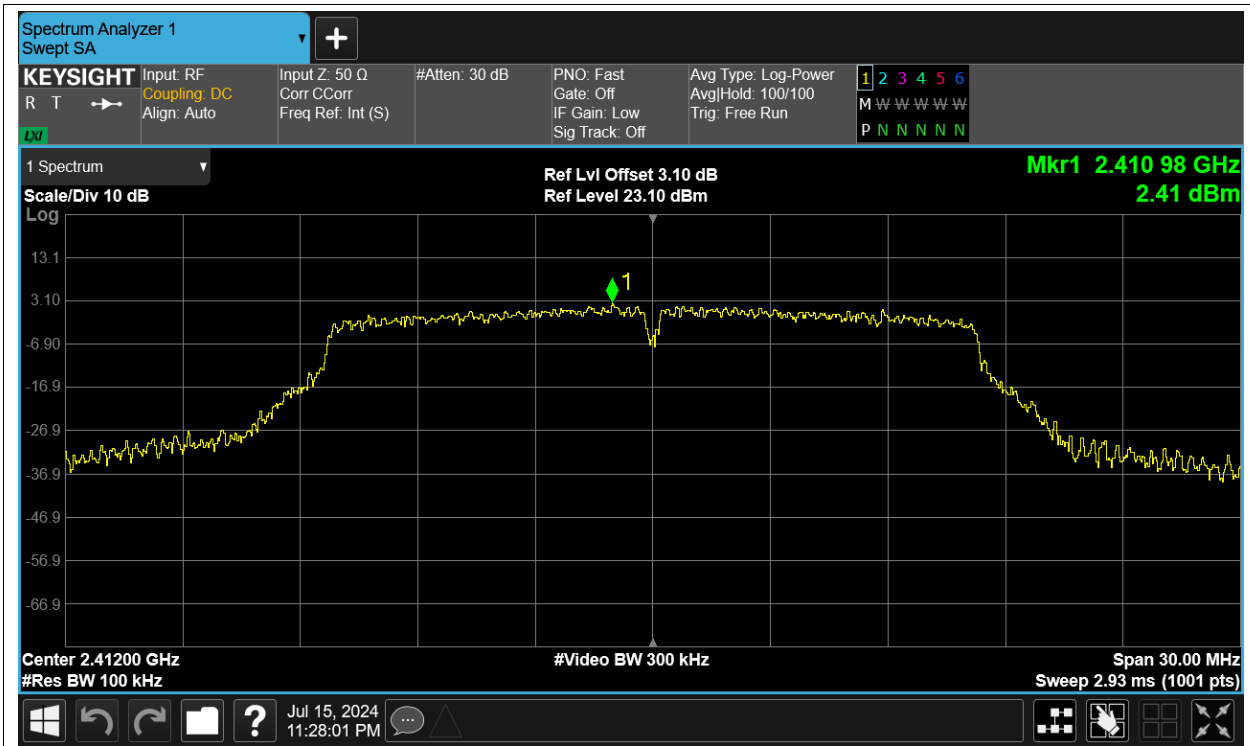 Spectrum Analyzer 1
Swept SA
+
KEYSIGHT
R T
LXI
Input: RF
Coupling: DC
Align: Auto
Input Z: 50 Ω
Corr CCorr
Freq Ref: Int (S)
#Atten: 30 dB
PNO: Fast
Gate: Off
IF Gain: Low
Sig Track: Off
Avg Type: Log-Power
Avg|Hold: 100/100
Trig: Free Run
1 2 3 4 5 6
M W W W W W
P N N N N N
1 Spectrum
Scale/Div 10 dB
Log
Ref Lvl Offset 3.10 dB
Ref Level 23.10 dBm
Mkr1 2.410 98 GHz
2.41 dBm
13.1
3.10
-6.90
-16.9
-26.9
-36.9
-46.9
-56.9
-66.9
1
Center 2.41200 GHz
#Res BW 100 kHz
#Video BW 300 kHz
Span 30.00 MHz
Sweep 2.93 ms (1001 pts)
?
Jul 15, 2024
11:28:01 PM